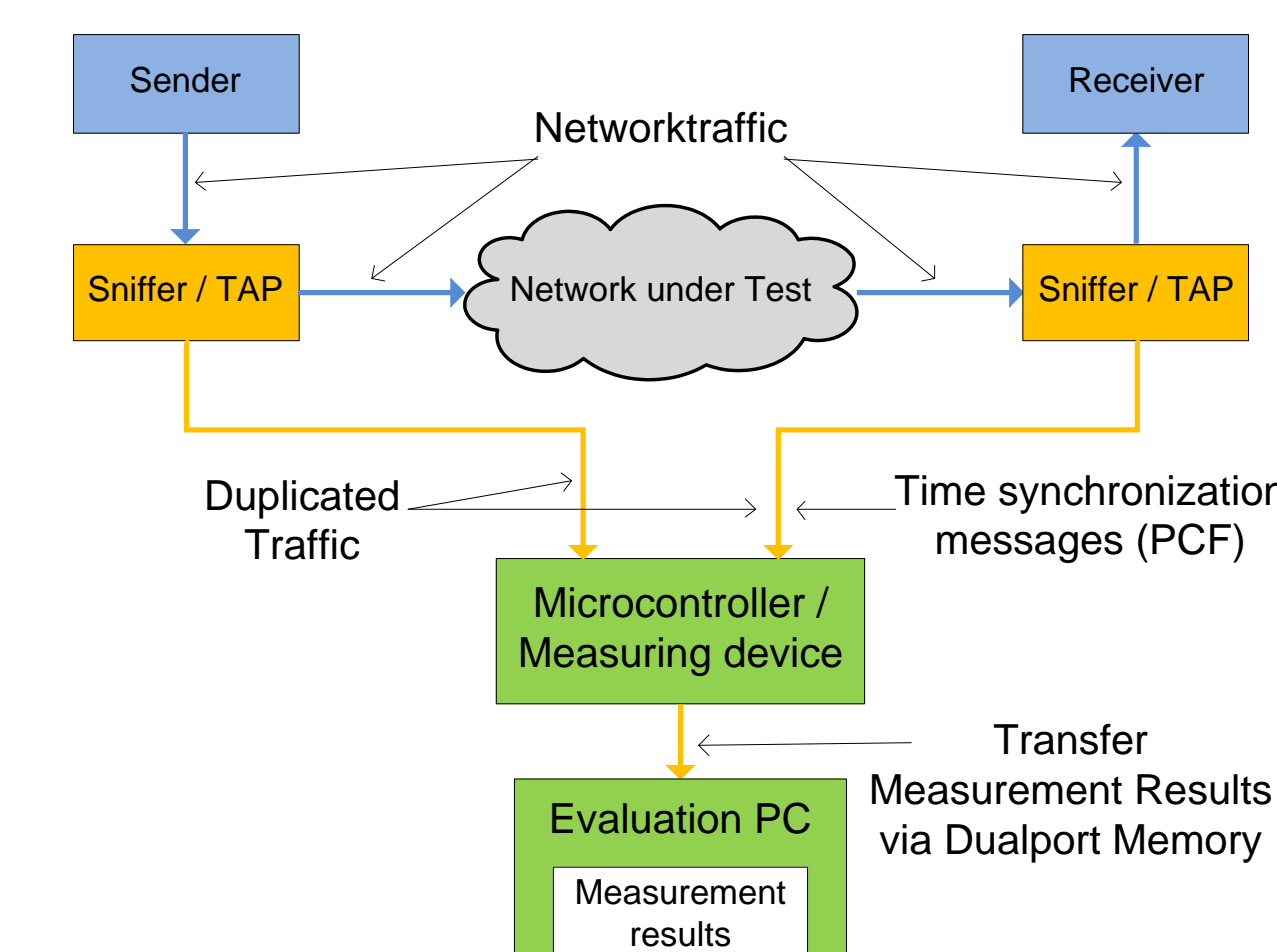 Sender
Receiver
Networktraffic
Sniffer / TAP
Network under Test
Sniffer / TAP
Duplicated
Traffic
Time synchronization
messages (PCF)
Microcontroller /
Measuring device
Transfer
Measurement Results
via Dualport Memory
Evaluation PC
Measurement
results